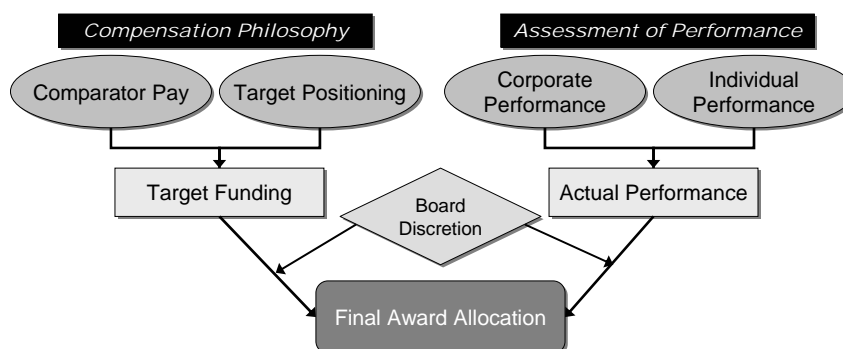 Compensation Philosophy
Assessment of Performance
Comparator Pay
Target Positioning
Corporate
Performance
Individual
Performance
Target Funding
Board
Discretion
Actual Performance
Final Award Allocation